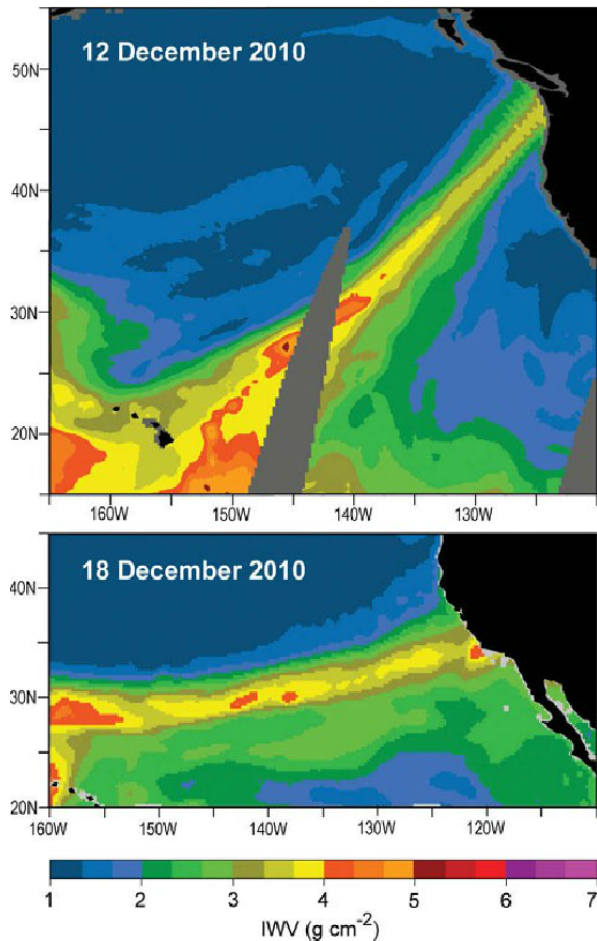 12 December 2010
50N
40N
30N
20N
160W 150W 140W 130W
18 December 2010
40N
30N
20N
160W 150W 140W 130W 120W
1 2 3 4 5 6 7
IWV (g cm⁻²)